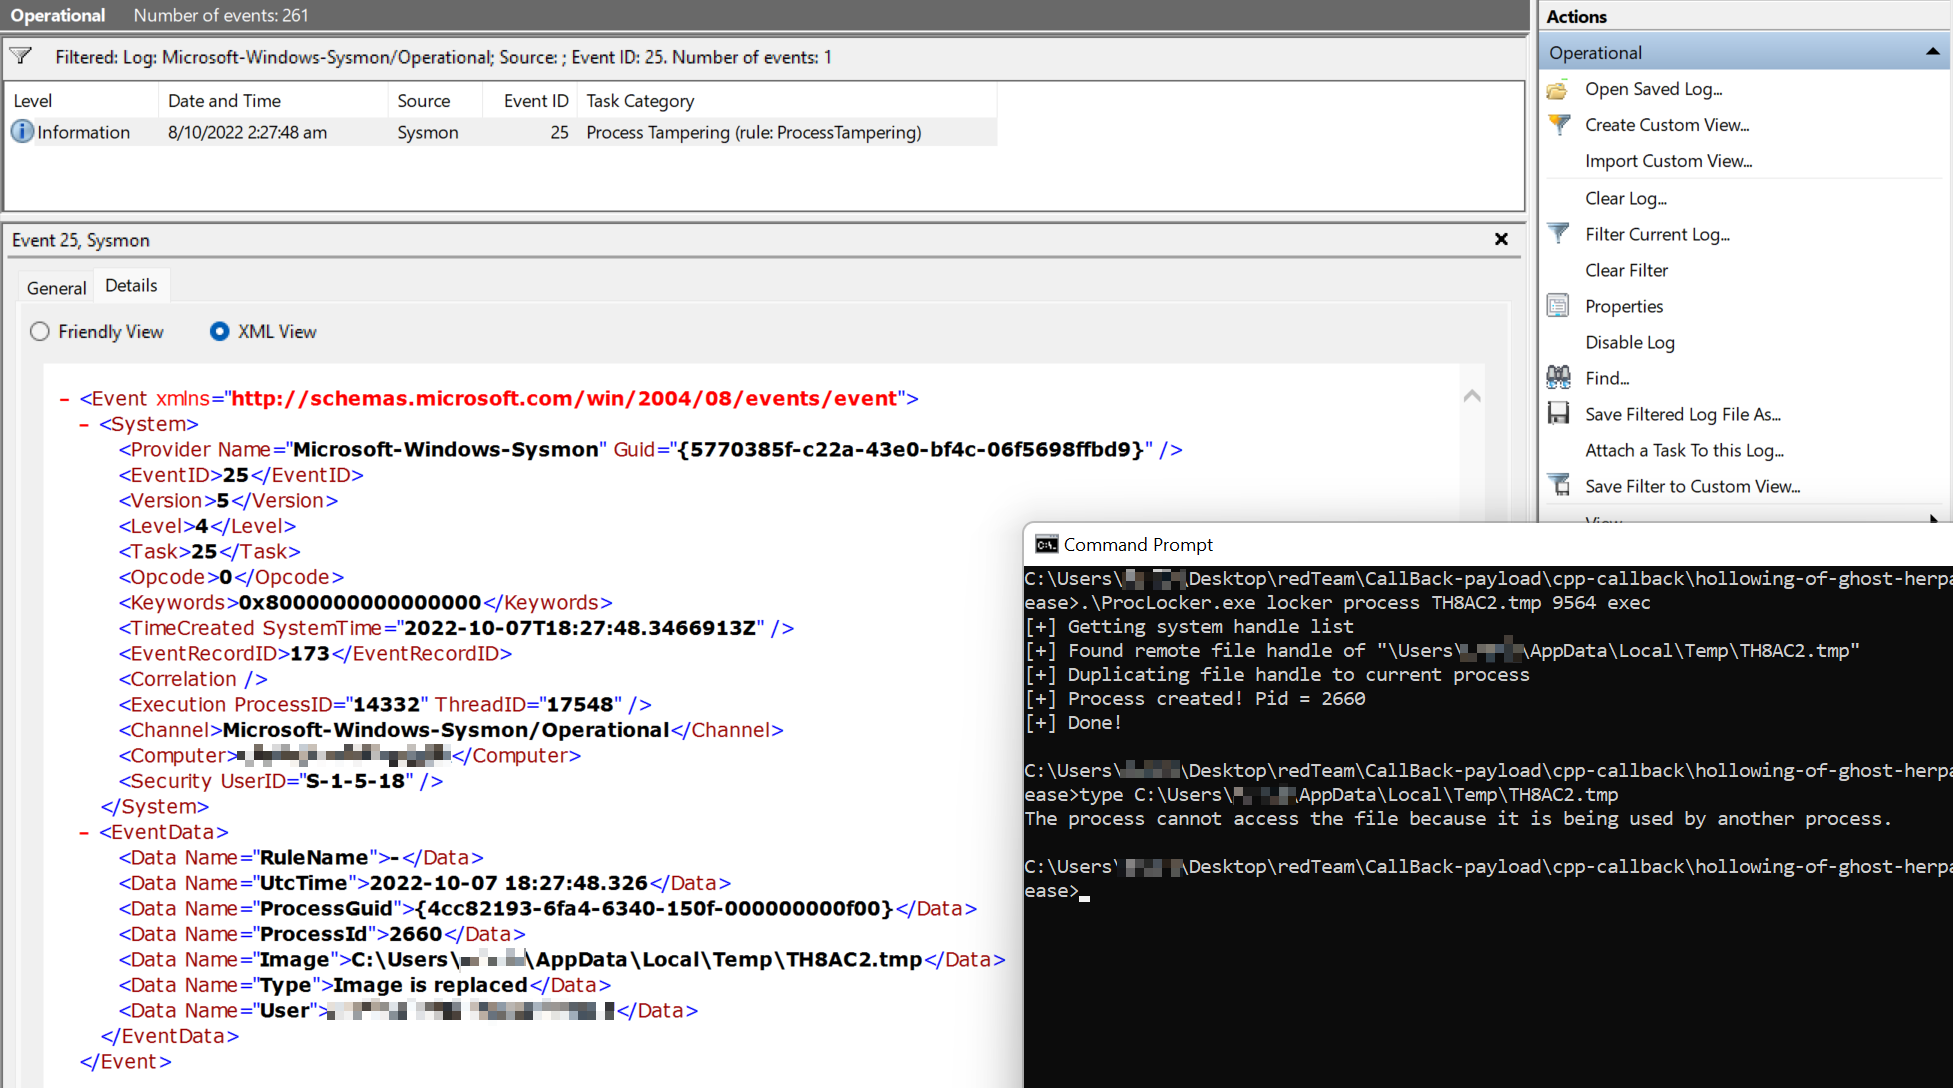 Operational Number of events: 261
Filtered: Log: Microsoft-Windows-Sysmon/Operational; Source: ; Event ID: 25. Number of events: 1
Level Date and Time Source Event ID Task Category
Information 8/10/2022 2:27:48 am Sysmon 25 Process Tampering (rule: ProcessTampering)
Event 25, Sysmon
General Details
Friendly View XML View
- <Event xmlns="http://schemas.microsoft.com/win/2004/08/events/event">
- <System>
<Provider Name="Microsoft-Windows-Sysmon" Guid="{5770385f-c22a-43e0-bf4c-06f5698ffbd9}" />
<EventID>25</EventID>
<Version>5</Version>
<Level>4</Level>
<Task>25</Task>
<Opcode>0</Opcode>
<Keywords>0x8000000000000000</Keywords>
<TimeCreated SystemTime="2022-10-07T18:27:48.3466913Z" />
<EventRecordID>173</EventRecordID>
<Correlation />
<Execution ProcessID="14332" ThreadID="17548" />
<Channel>Microsoft-Windows-Sysmon/Operational</Channel>
<Computer></Computer>
<Security UserID="S-1-5-18" />
</System>
- <EventData>
<Data Name="RuleName">-</Data>
<Data Name="UtcTime">2022-10-07 18:27:48.326</Data>
<Data Name="ProcessGuid">{4cc82193-6fa4-6340-150f-000000000f00}</Data>
<Data Name="ProcessId">2660</Data>
<Data Name="Image">C:\Users\ \AppData\Local\Temp\TH8AC2.tmp</Data>
<Data Name="Type">Image is replaced</Data>
<Data Name="User"></Data>
</EventData>
</Event>
Actions
Operational
Open Saved Log...
Create Custom View...
Import Custom View...
Clear Log...
Filter Current Log...
Clear Filter
Properties
Disable Log
Find...
Save Filtered Log File As...
Attach a Task To this Log...
Save Filter to Custom View...
View
Command Prompt
C:\Users\ \Desktop\redTeam\CallBack-payload\cpp-callback\hollowing-of-ghost-herpa
ease>.\ProcLocker.exe locker process TH8AC2.tmp 9564 exec
[+] Getting system handle list
[+] Found remote file handle of "\Users\ \AppData\Local\Temp\TH8AC2.tmp"
[+] Duplicating file handle to current process
[+] Process created! Pid = 2660
[+] Done!
C:\Users\ \Desktop\redTeam\CallBack-payload\cpp-callback\hollowing-of-ghost-herpa
ease>type C:\Users\ \AppData\Local\Temp\TH8AC2.tmp
The process cannot access the file because it is being used by another process.
C:\Users\ \Desktop\redTeam\CallBack-payload\cpp-callback\hollowing-of-ghost-herpa
ease>